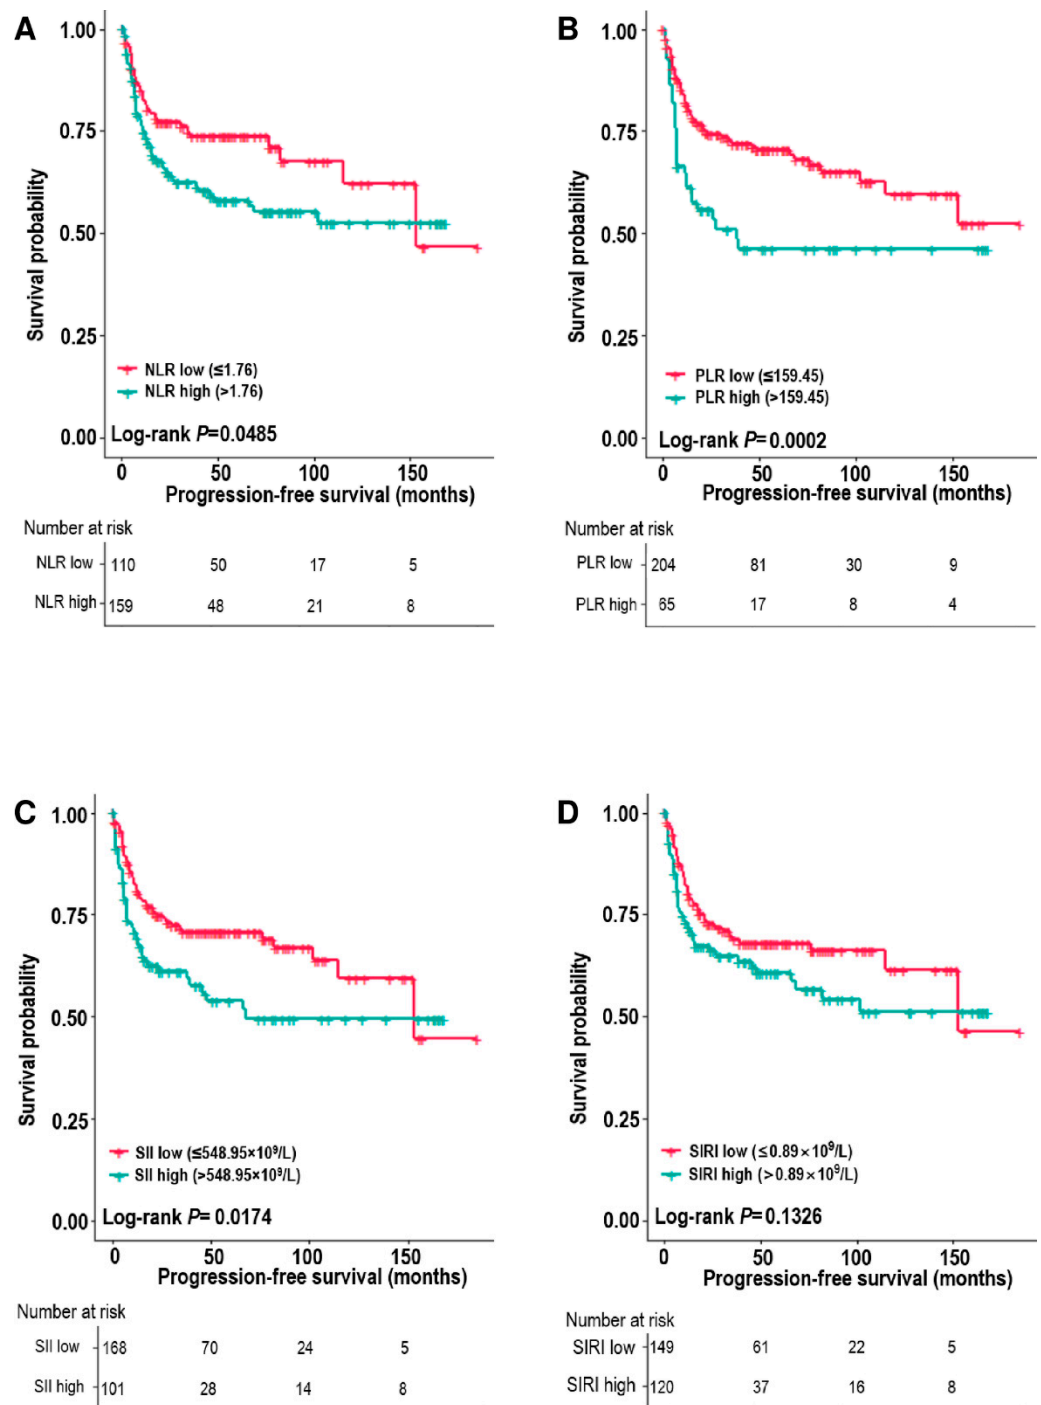 A
1.00
0.75
0.50
0.25
0.00
Survival probability
NLR low (≤1.76)
NLR high (>1.76)
Log-rank P=0.0485
0 50 100 150
Progression-free survival (months)
Number at risk
NLR low 110 50 17 5
NLR high 159 48 21 8
B
1.00
0.75
0.50
0.25
0.00
Survival probability
PLR low (≤159.45)
PLR high (>159.45)
Log-rank P=0.0002
0 50 100 150
Progression-free survival (months)
Number at risk
PLR low 204 81 30 9
PLR high 65 17 8 4
C
1.00
0.75
0.50
0.25
0.00
Survival probability
SII low (≤548.95×10⁹/L)
SII high (>548.95×10⁹/L)
Log-rank P= 0.0174
0 50 100 150
Progression-free survival (months)
Number at risk
SII low 168 70 24 5
SII high 101 28 14 8
D
1.00
0.75
0.50
0.25
0.00
Survival probability
SIRI low (≤0.89×10⁹/L)
SIRI high (>0.89×10⁹/L)
Log-rank P=0.1326
0 50 100 150
Progression-free survival (months)
Number at risk
SIRI low 149 61 22 5
SIRI high 120 37 16 8